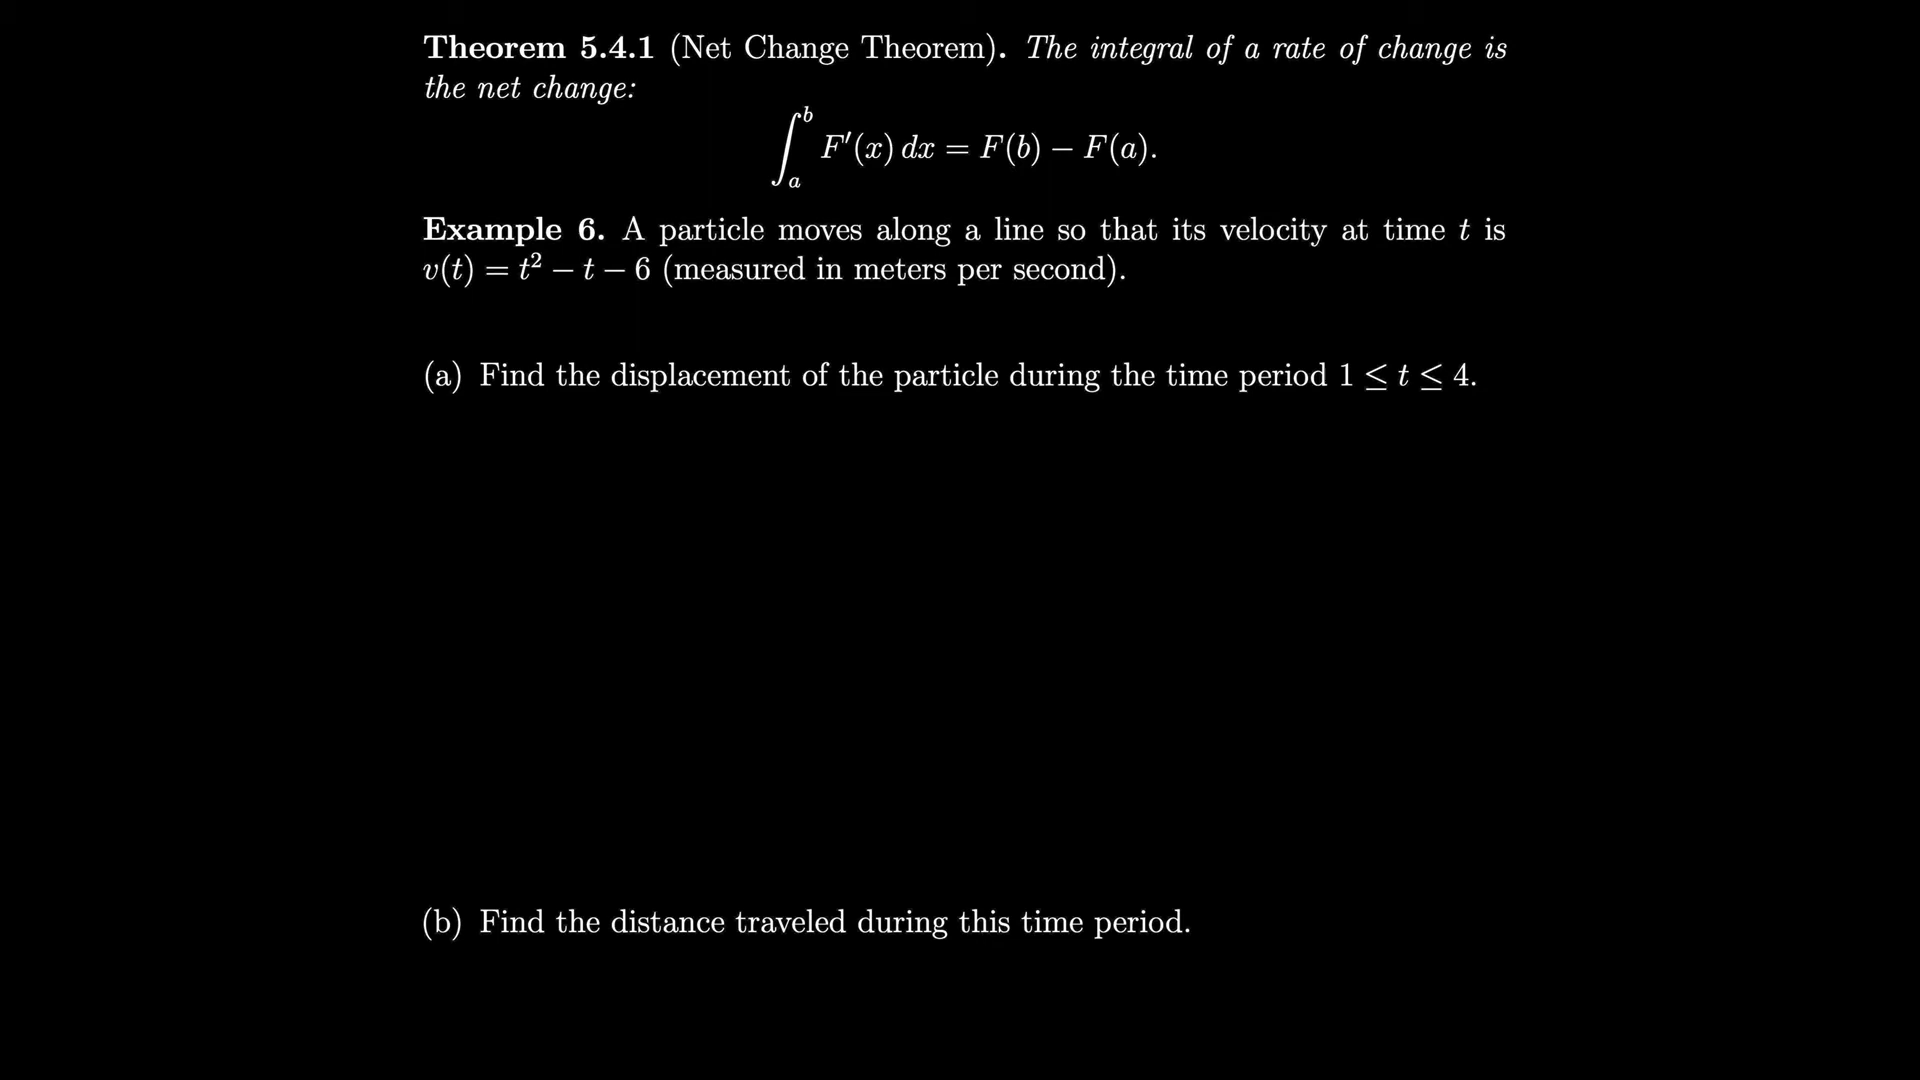 Theorem 5.4.1 (Net Change Theorem). The integral of a rate of change is
the net change:
∫_a^b F′(x) dx = F(b) − F(a).
Example 6. A particle moves along a line so that its velocity at time t is
v(t) = t² − t − 6 (measured in meters per second).
(a) Find the displacement of the particle during the time period 1 ≤ t ≤ 4.
(b) Find the distance traveled during this time period.